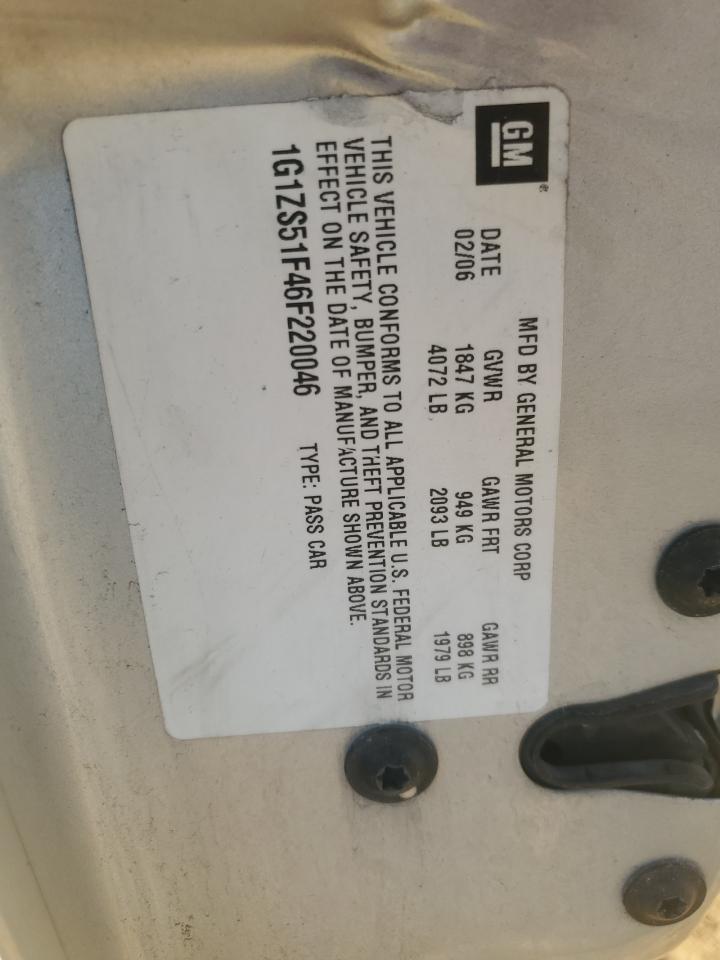 GM
MFD BY GENERAL MOTORS CORP
DATE GVWR GAWR FRT GAWR RR
02/06 1847 KG 949 KG 898 KG
4072 LB 2093 LB 1979 LB
THIS VEHICLE CONFORMS TO ALL APPLICABLE U.S. FEDERAL MOTOR
VEHICLE SAFETY, BUMPER, AND THEFT PREVENTION STANDARDS IN
EFFECT ON THE DATE OF MANUFACTURE SHOWN ABOVE.
1G1ZS51F46F220046 TYPE: PASS CAR